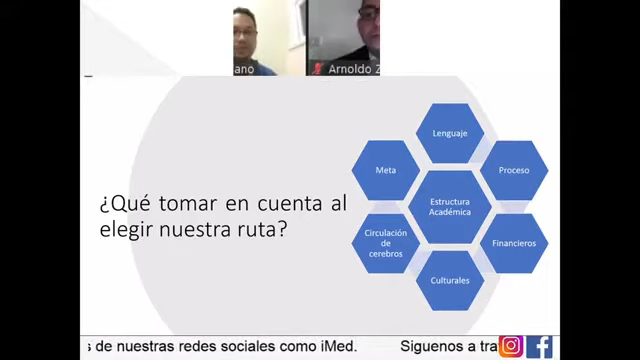 ano
Arnoldo Z
Lenguaje
Meta
Proceso
¿Qué tomar en cuenta al
elegir nuestra ruta?
Estructura
Académica
Circulación
de
cerebros
Financieros
Culturales
s de nuestras redes sociales como iMed.
Siguenos a tra